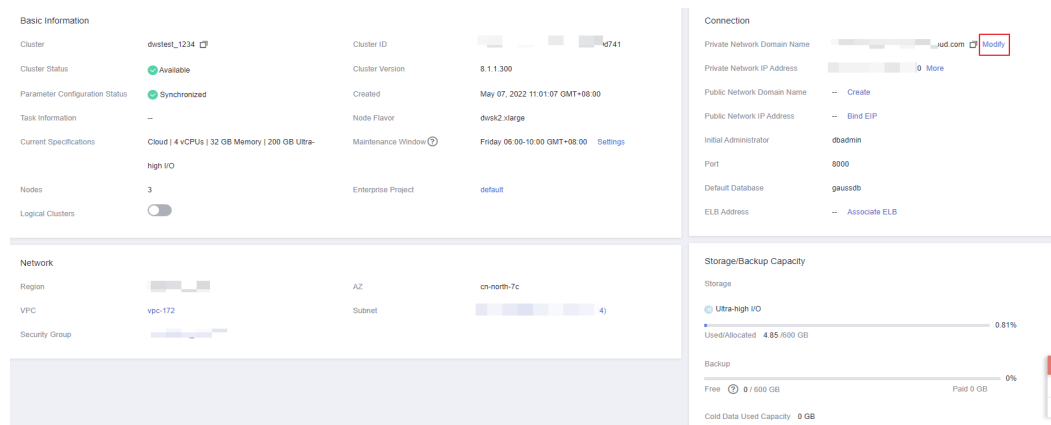 Basic Information
Cluster dwstest_1234 Cluster ID d741
Cluster Status Available Cluster Version 8.1.1.300
Parameter Configuration Status Synchronized Created May 07, 2022 11:01:07 GMT+08:00
Task Information -- Node Flavor dwsk2.xlarge
Current Specifications Cloud | 4 vCPUs | 32 GB Memory | 200 GB Ultra-
high I/O
Maintenance Window ? Friday 06:00-10:00 GMT+08:00 Settings
Nodes 3 Enterprise Project default
Logical Clusters
Network
Region AZ cn-north-7c
VPC vpc-172 Subnet 4)
Security Group
Connection
Private Network Domain Name ud.com Modify
Private Network IP Address 0 More
Public Network Domain Name -- Create
Public Network IP Address -- Bind EIP
Initial Administrator dbadmin
Port 8000
Default Database gaussdb
ELB Address -- Associate ELB
Storage/Backup Capacity
Storage
Ultra-high I/O
0.81%
Used/Allocated 4.85 /600 GB
Backup
0%
Free ? 0 / 600 GB Paid 0 GB
Cold Data Used Capacity 0 GB